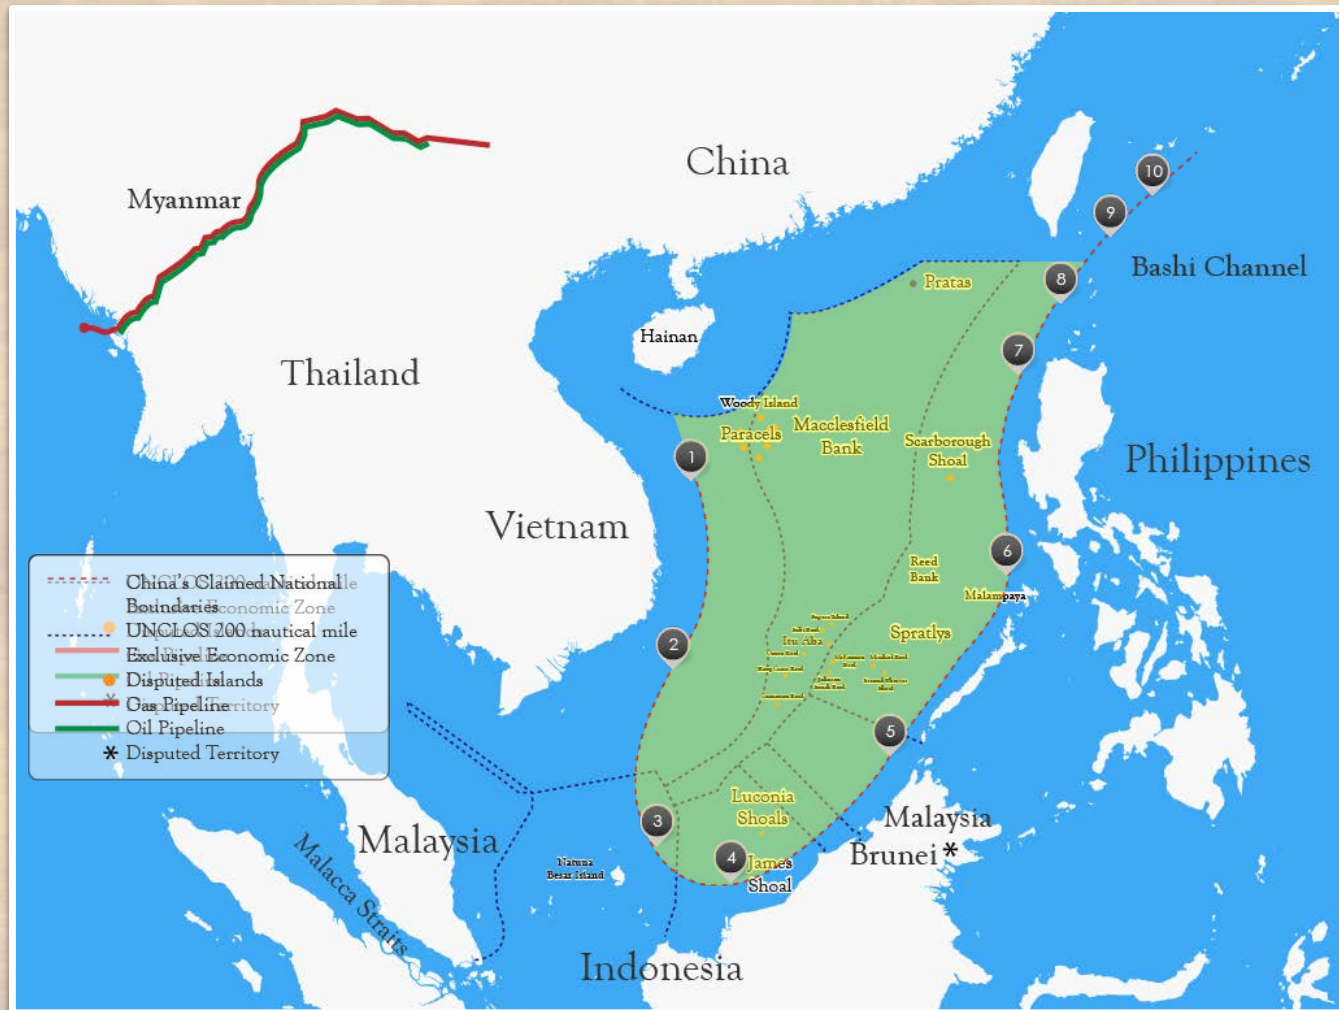 China
Myanmar
10
9
Bashi Channel
8
Pratas
Hainan
7
Thailand
Woody Island
Paracels
Macclesfield
Bank
Scarborough
Shoal
1
Philippines
Vietnam
6
Reed
Bank
Malampaya
Spratlys
Itu Aba
2
China's Claimed National
Boundaries
UNCLOS 200 nautical mile
Exclusive Economic Zone
Disputed Islands
Gas Pipeline
Oil Pipeline
Disputed Territory
5
Luconia
Shoals
Malaysia
Brunei *
3
4
James
Shoal
Natuna
Besar Island
Malaysia
Malacca Straits
Indonesia